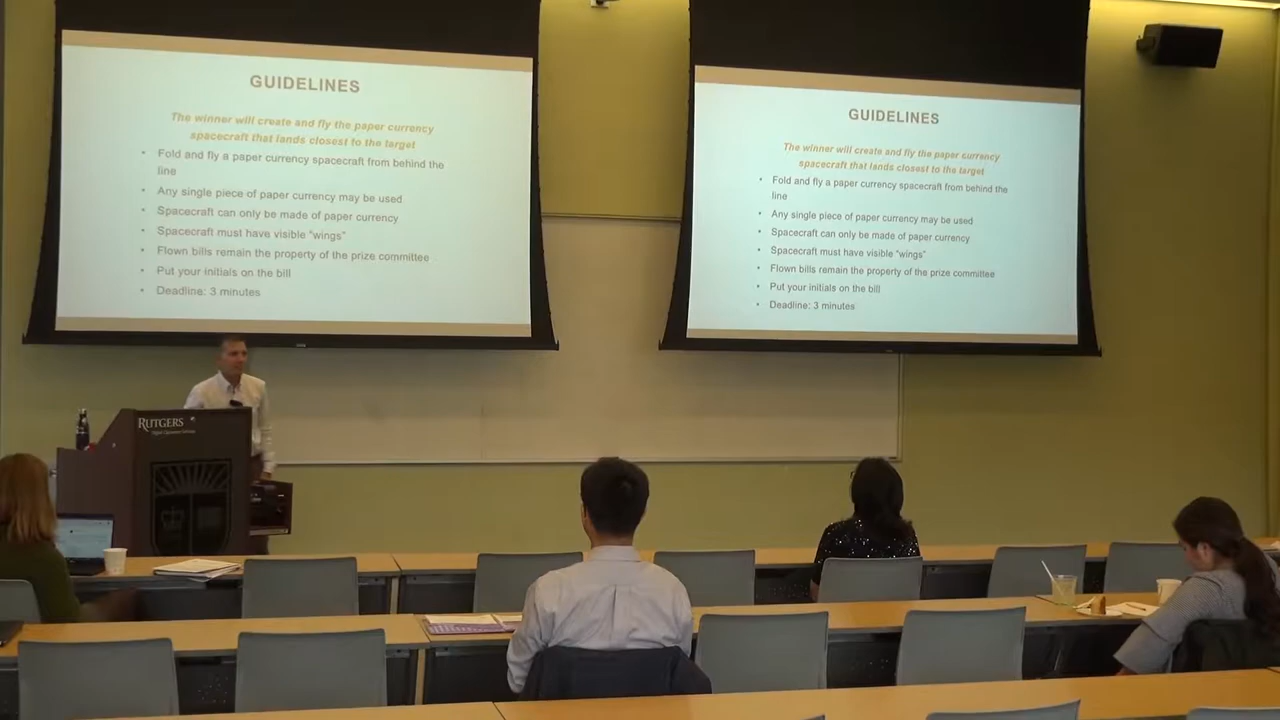 GUIDELINES
The winner will create and fly the paper currency
spacecraft that lands closest to the target
• Fold and fly a paper currency spacecraft from behind the
line
• Any single piece of paper currency may be used
• Spacecraft can only be made of paper currency
• Spacecraft must have visible "wings"
• Flown bills remain the property of the prize committee
• Put your initials on the bill
• Deadline: 3 minutes
GUIDELINES
The winner will create and fly the paper currency
spacecraft that lands closest to the target
• Fold and fly a paper currency spacecraft from behind the
line
• Any single piece of paper currency may be used
• Spacecraft can only be made of paper currency
• Spacecraft must have visible "wings"
• Flown bills remain the property of the prize committee
• Put your initials on the bill
• Deadline: 3 minutes
RUTGERS